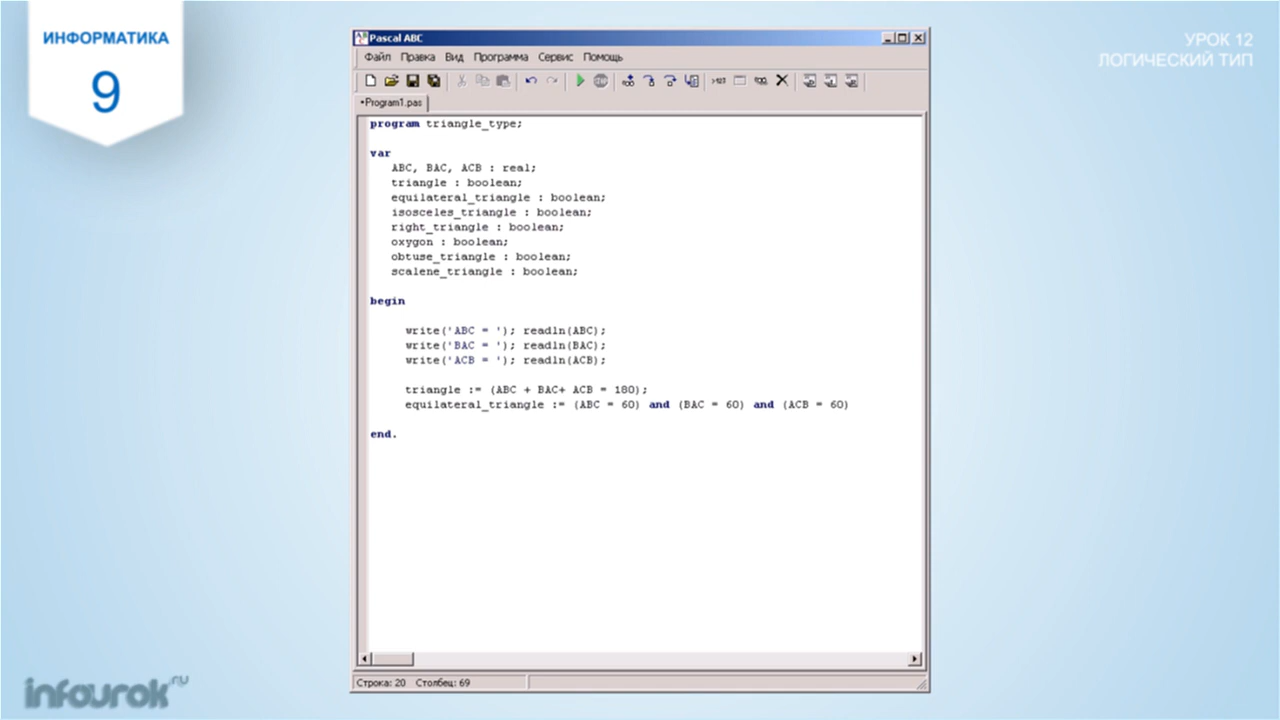 ИНФОРМАТИКА
9
УРОК 12
ЛОГИЧЕСКИЙ ТИП
Pascal ABC
Файл Правка Вид Программа Сервис Помощь
•Program1.pas
program triangle_type;
var
ABC, BAC, ACB : real;
triangle : boolean;
equilateral_triangle : boolean;
isosceles_triangle : boolean;
right_triangle : boolean;
oxygon : boolean;
obtuse_triangle : boolean;
scalene_triangle : boolean;
begin
write('ABC = '); readln(ABC);
write('BAC = '); readln(BAC);
write('ACB = '); readln(ACB);
triangle := (ABC + BAC+ ACB = 180);
equilateral_triangle := (ABC = 60) and (BAC = 60) and (ACB = 60)
end.
Строка: 20 Столбец: 69
infourok.ru